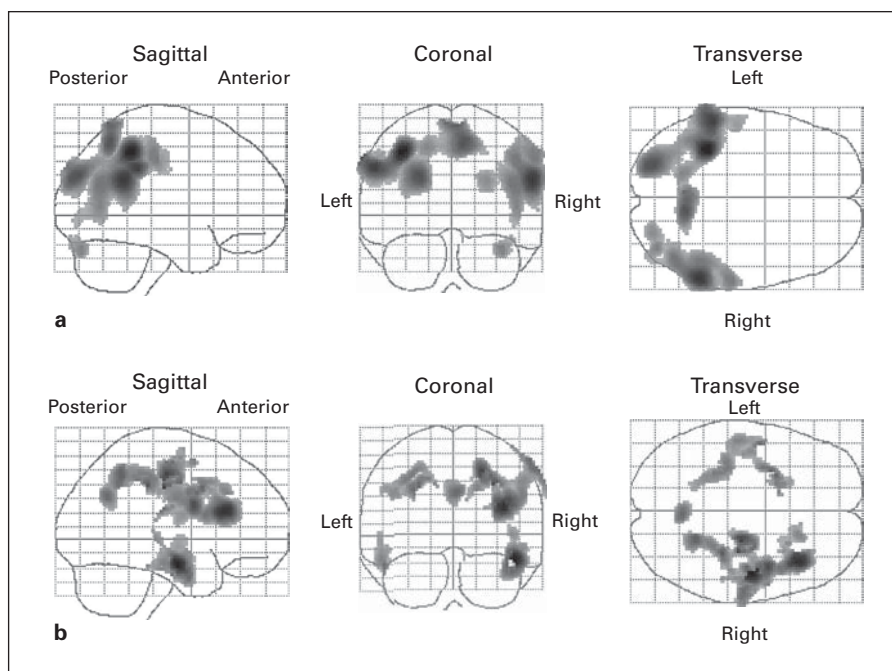 Sagittal
Coronal
Transverse
Posterior
Anterior
Left
Left
Right
Right
a
Sagittal
Coronal
Transverse
Posterior
Anterior
Left
Left
Right
Right
b